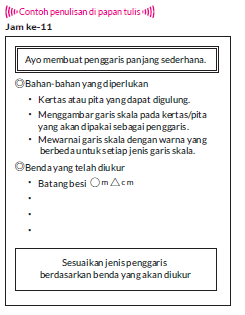 Contoh penulisan di papan tulis
Jam ke-11
Ayo membuat penggaris panjang sederhana.
◎Bahan-bahan yang diperlukan
• Kertas atau pita yang dapat digulung.
• Menggambar garis skala pada kertas/pita
yang akan dipakai sebagai penggaris.
• Mewarnai garis skala dengan warna yang
berbeda untuk setiap jenis garis skala.
◎Benda yang telah diukur
• Batang besi ○m△cm
•
•
•
Sesuaikan jenis penggaris
berdasarkan benda yang akan diukur